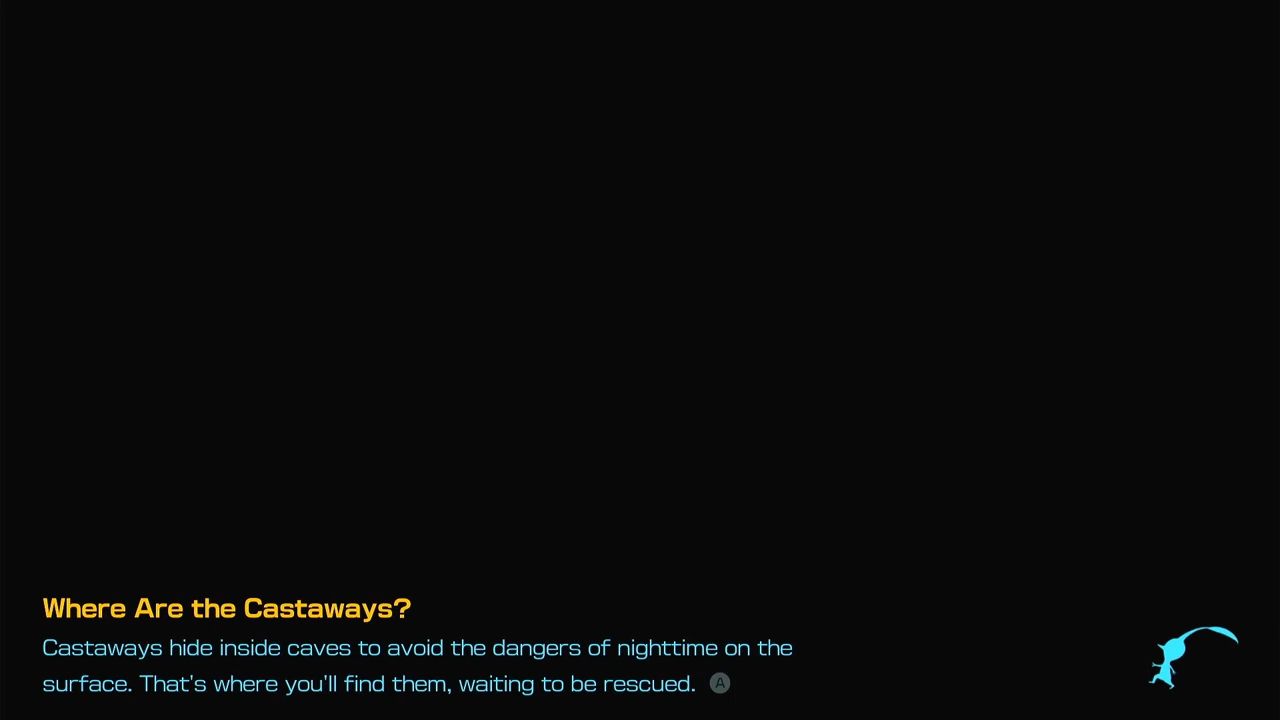 Where Are the Castaways?
Castaways hide inside caves to avoid the dangers of nighttime on the
surface. That's where you'll find them, waiting to be rescued. A